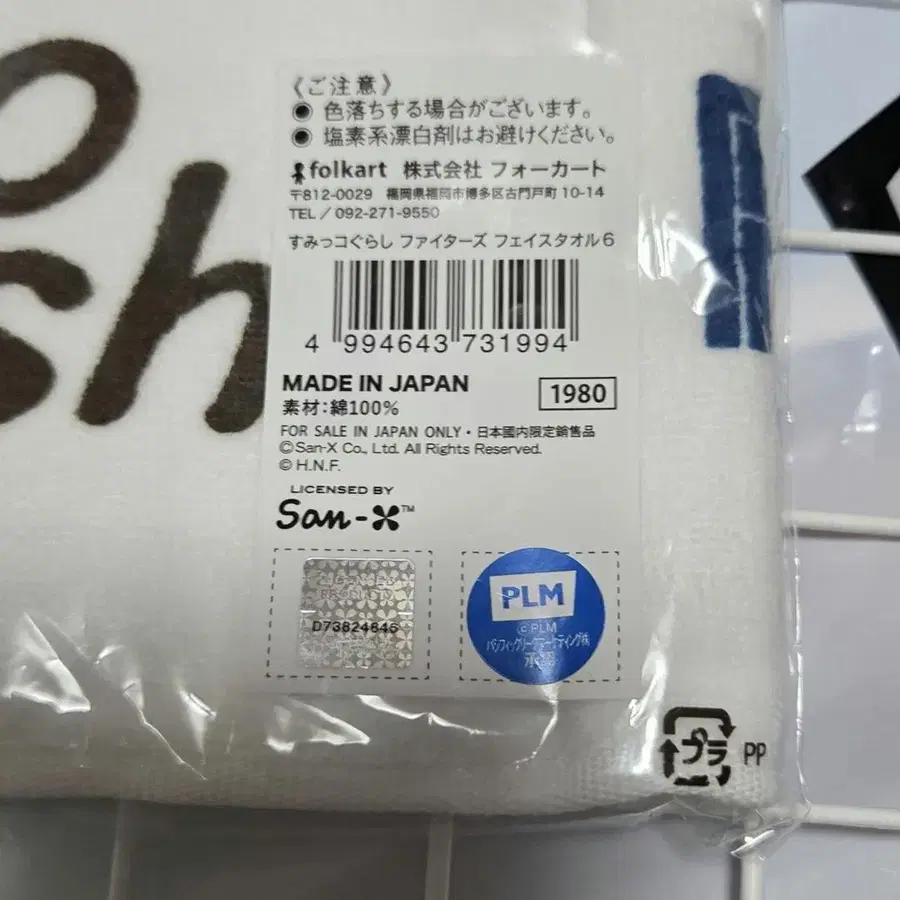 o
sh
《ご注意》
◉ 色落ちする場合がございます。
◉ 塩素系漂白剤はお避けください。
folkart 株式会社 フォーカート
〒812-0029 福岡県福岡市博多区古門戸町 10-14
TEL／092-271-9550
すみっコぐらし ファイターズ フェイスタオル6
4 994643 731994
MADE IN JAPAN
1980
素材:綿100%
FOR SALE IN JAPAN ONLY・日本國内限定銷售品
©San-X Co., Ltd. All Rights Reserved.
© H.N.F.
LICENSED BY
San-X™
LICENSED
PRODUCT
D73824646
PLM
©PLM
パシフィックリーグマーケティング(株)
承認
プラ PP